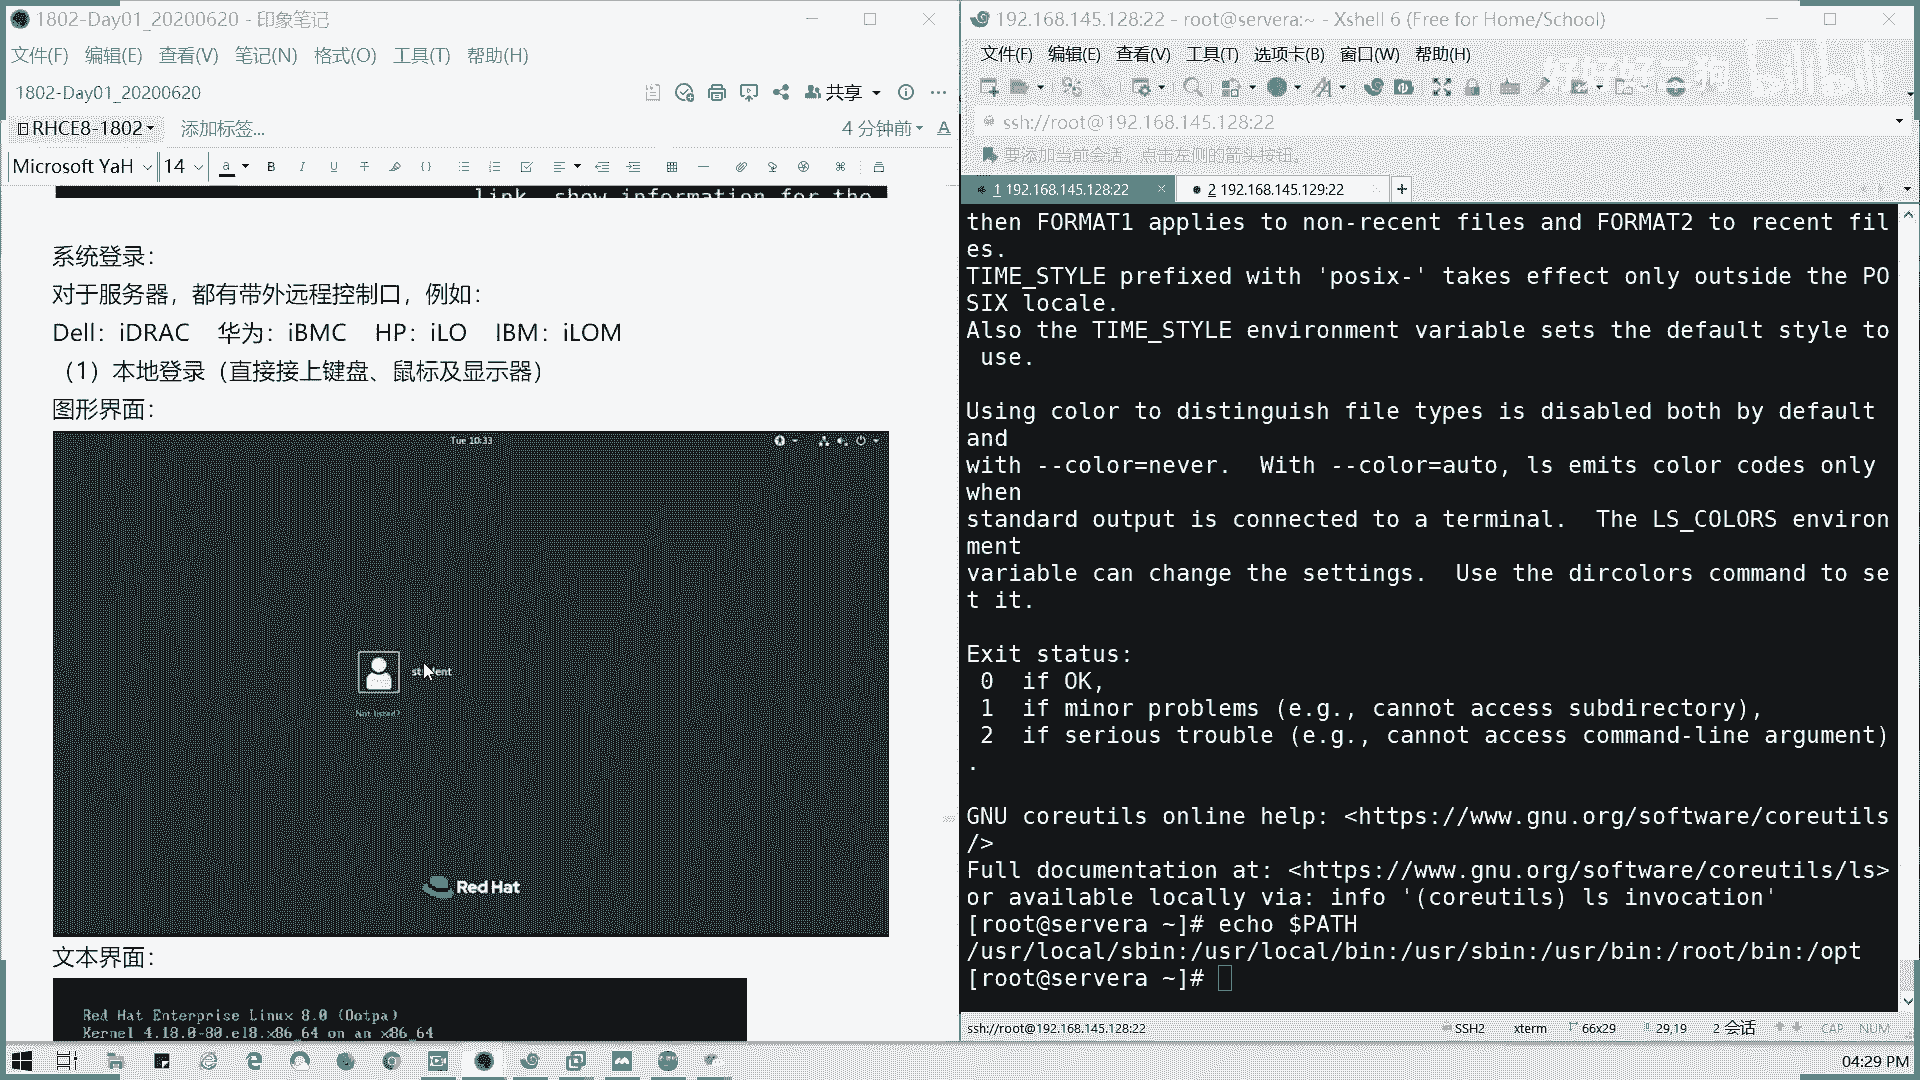 1802-Day01_20200620 - 印象笔记
文件(F) 编辑(E) 查看(V) 笔记(N) 格式(O) 工具(T) 帮助(H)
1802-Day01_20200620
共享
RHCE8-1802
添加标签...
4 分钟前
Microsoft YaH 14
link show information for the
系统登录：
对于服务器，都有带外远程控制口，例如：
Dell：iDRAC 华为：iBMC HP：iLO IBM：iLOM
（1）本地登录（直接接上键盘、鼠标及显示器）
图形界面：
Tue 10:33
student
Not listed?
Red Hat
文本界面：
Red Hat Enterprise Linux 8.0 (Ootpa)
Kernel 4.18.0-80.el8.x86_64 on an x86_64
192.168.145.128:22 - root@servera:~ - Xshell 6 (Free for Home/School)
文件(F) 编辑(E) 查看(V) 工具(T) 选项卡(B) 窗口(W) 帮助(H)
bilibili
ssh://root@192.168.145.128:22
要添加当前会话，点击左侧的箭头按钮。
1 192.168.145.128:22
2 192.168.145.129:22
then FORMAT1 applies to non-recent files and FORMAT2 to recent fil
es.
TIME_STYLE prefixed with 'posix-' takes effect only outside the PO
SIX locale.
Also the TIME_STYLE environment variable sets the default style to
use.
Using color to distinguish file types is disabled both by default
and
with --color=never.  With --color=auto, ls emits color codes only
when
standard output is connected to a terminal.  The LS_COLORS environ
ment
variable can change the settings.  Use the dircolors command to se
t it.
Exit status:
0  if OK,
1  if minor problems (e.g., cannot access subdirectory),
2  if serious trouble (e.g., cannot access command-line argument)
.
GNU coreutils online help: <https://www.gnu.org/software/coreutils
/>
Full documentation at: <https://www.gnu.org/software/coreutils/ls>
or available locally via: info '(coreutils) ls invocation'
[root@servera ~]# echo $PATH
/usr/local/sbin:/usr/local/bin:/usr/sbin:/usr/bin:/root/bin:/opt
[root@servera ~]#
ssh://root@192.168.145.128:22
SSH2
xterm
66x29
29,19
2 会话
CAP
NUM
04:29 PM